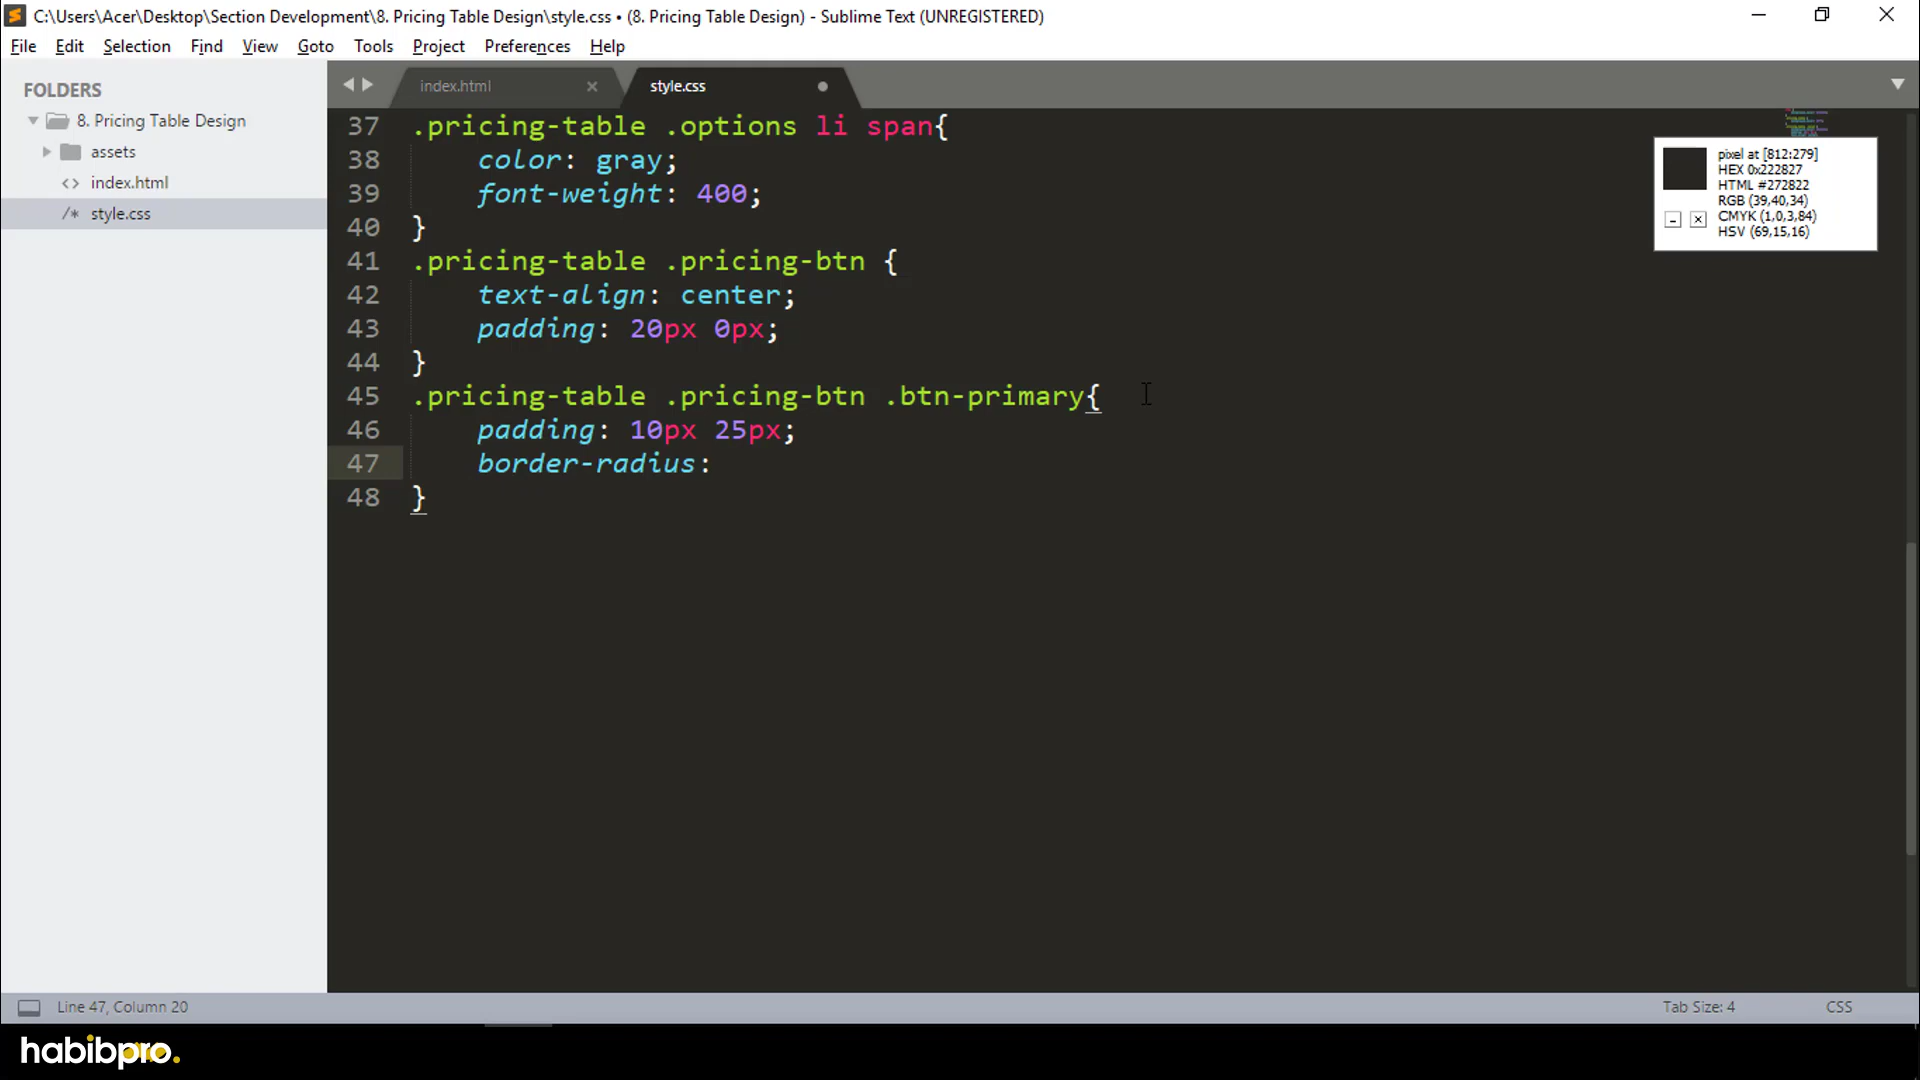 C:\Users\Acer\Desktop\Section Development\8. Pricing Table Design\style.css • (8. Pricing Table Design) - Sublime Text (UNREGISTERED)
File Edit Selection Find View Goto Tools Project Preferences Help
FOLDERS
8. Pricing Table Design
assets
<> index.html
/* style.css
index.html
style.css
37 .pricing-table .options li span{
38 color: gray;
39 font-weight: 400;
40 }
41 .pricing-table .pricing-btn {
42 text-align: center;
43 padding: 20px 0px;
44 }
45 .pricing-table .pricing-btn .btn-primary{
46 padding: 10px 25px;
47 border-radius:
48 }
pixel at [812:279]
HEX 0x222827
HTML #272822
RGB (39,40,34)
CMYK (1,0,3,84)
HSV (69,15,16)
Line 47, Column 20
Tab Size: 4
CSS
habibpro.